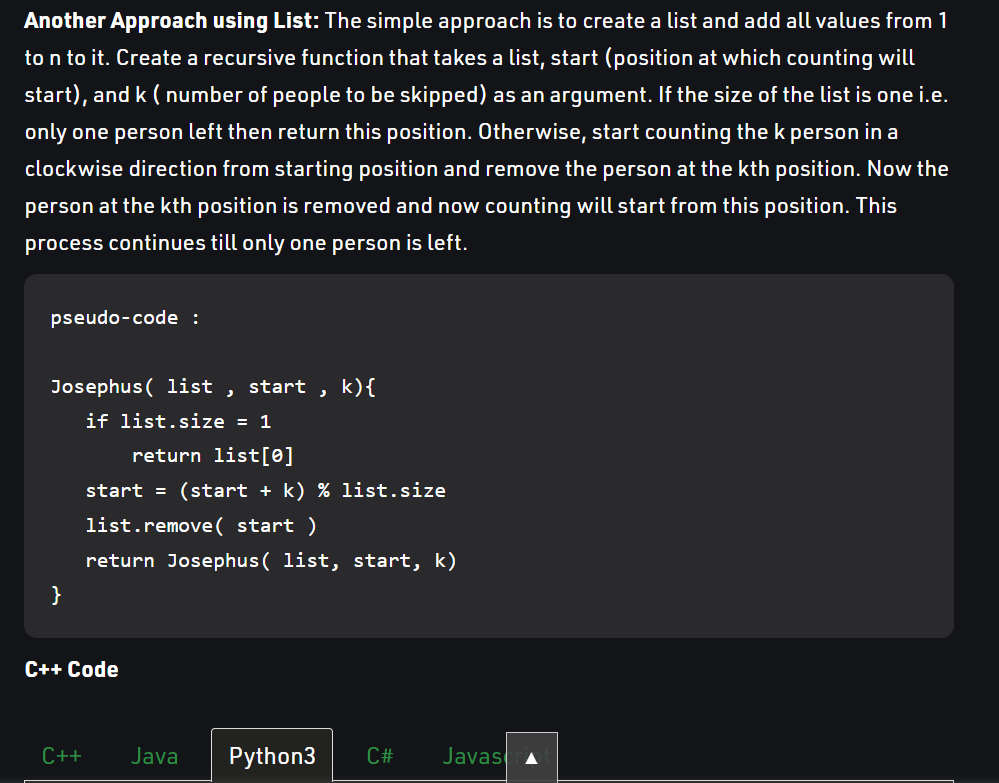 Another Approach using List: The simple approach is to create a list and add all values from 1
to n to it. Create a recursive function that takes a list, start (position at which counting will
start), and k ( number of people to be skipped) as an argument. If the size of the list is one i.e.
only one person left then return this position. Otherwise, start counting the k person in a
clockwise direction from starting position and remove the person at the kth position. Now the
person at the kth position is removed and now counting will start from this position. This
process continues till only one person is left.
pseudo-code :
Josephus( list , start , k){
if list.size = 1
return list[0]
start = (start + k) % list.size
list.remove( start )
return Josephus( list, start, k)
}
C++ Code
C++ Java Python3 C# Javascript